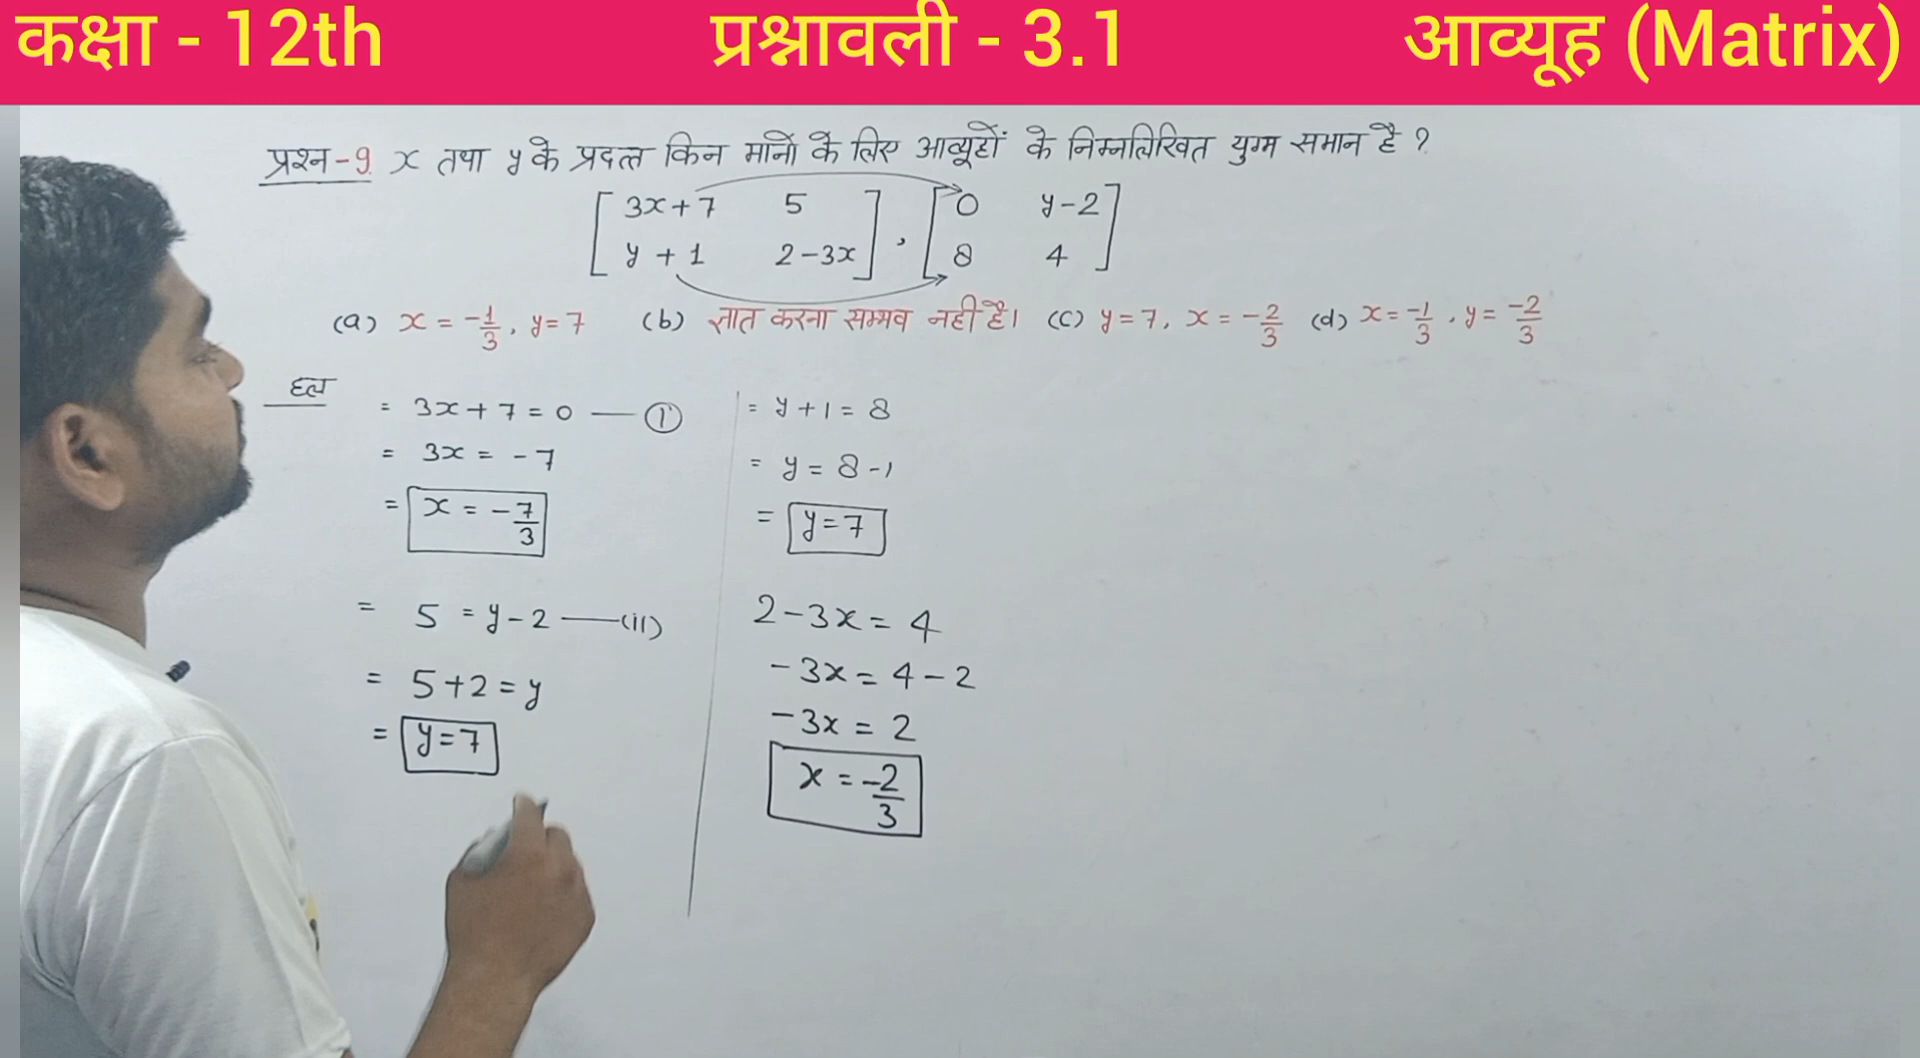 कक्षा - 12th प्रश्नावली - 3.1 आव्यूह (Matrix)
प्रश्न-9. x तथा y के प्रदत्त किन मानों के लिए आव्यूहों के निम्नलिखित युग्म समान है ?
[ 3x+7 5 ] [ 0 y-2 ]
[ y+1 2-3x ] , [ 8 4 ]
(a) x = -1/3, y=7 (b) ज्ञात करना सम्भव नहीं है। (c) y=7, x = -2/3 (d) x = -1/3, y = -2/3
हल
= 3x+7=0 — (i)
= 3x = -7
= x = -7/3
= 5 = y-2 — (ii)
= 5+2=y
= y=7
= y+1=8
= y=8-1
= y=7
2-3x=4
-3x=4-2
-3x=2
x=-2/3